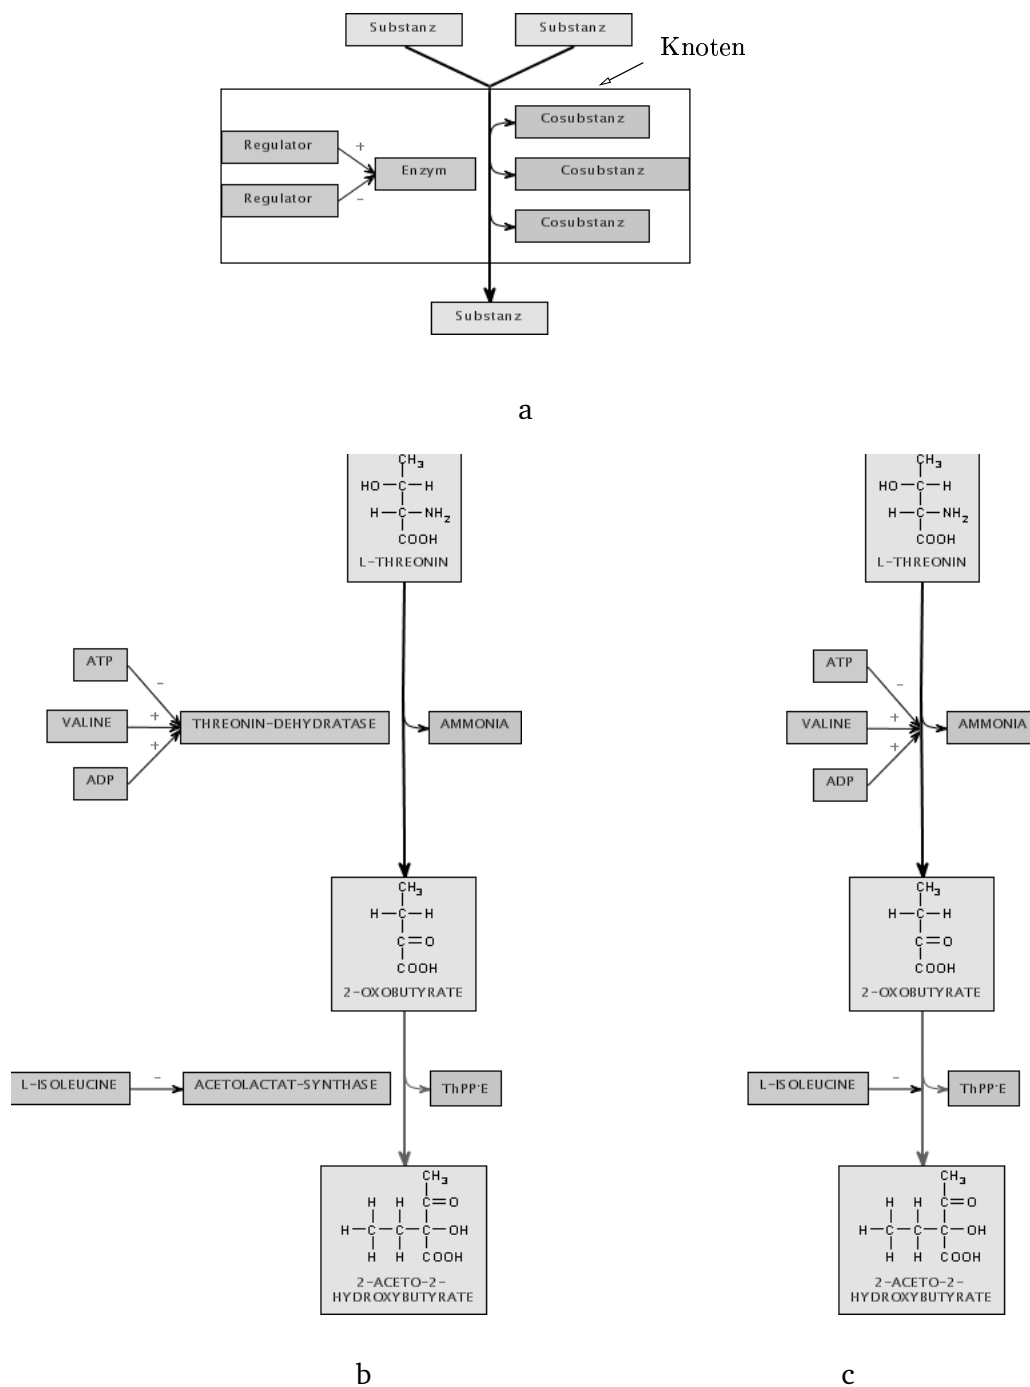 Substanz Substanz
Knoten
Cosubstanz
Regulator +
Enzym Cosubstanz
Regulator -
Cosubstanz
Substanz
a
CH3
HO-C-H
H-C-NH2
COOH
L-THREONIN
ATP
-
VALINE + THREONIN-DEHYDRATASE AMMONIA
+
ADP
CH3
H-C-H
C=O
COOH
2-OXOBUTYRATE
L-ISOLEUCINE - ACETOLACTAT-SYNTHASE ThPP·E
CH3
H H C=O
H-C-C-C-OH
H H COOH
2-ACETO-2-
HYDROXYBUTYRATE
b
CH3
HO-C-H
H-C-NH2
COOH
L-THREONIN
ATP
-
VALINE + AMMONIA
+
ADP
CH3
H-C-H
C=O
COOH
2-OXOBUTYRATE
L-ISOLEUCINE - ThPP·E
CH3
H H C=O
H-C-C-C-OH
H H COOH
2-ACETO-2-
HYDROXYBUTYRATE
c